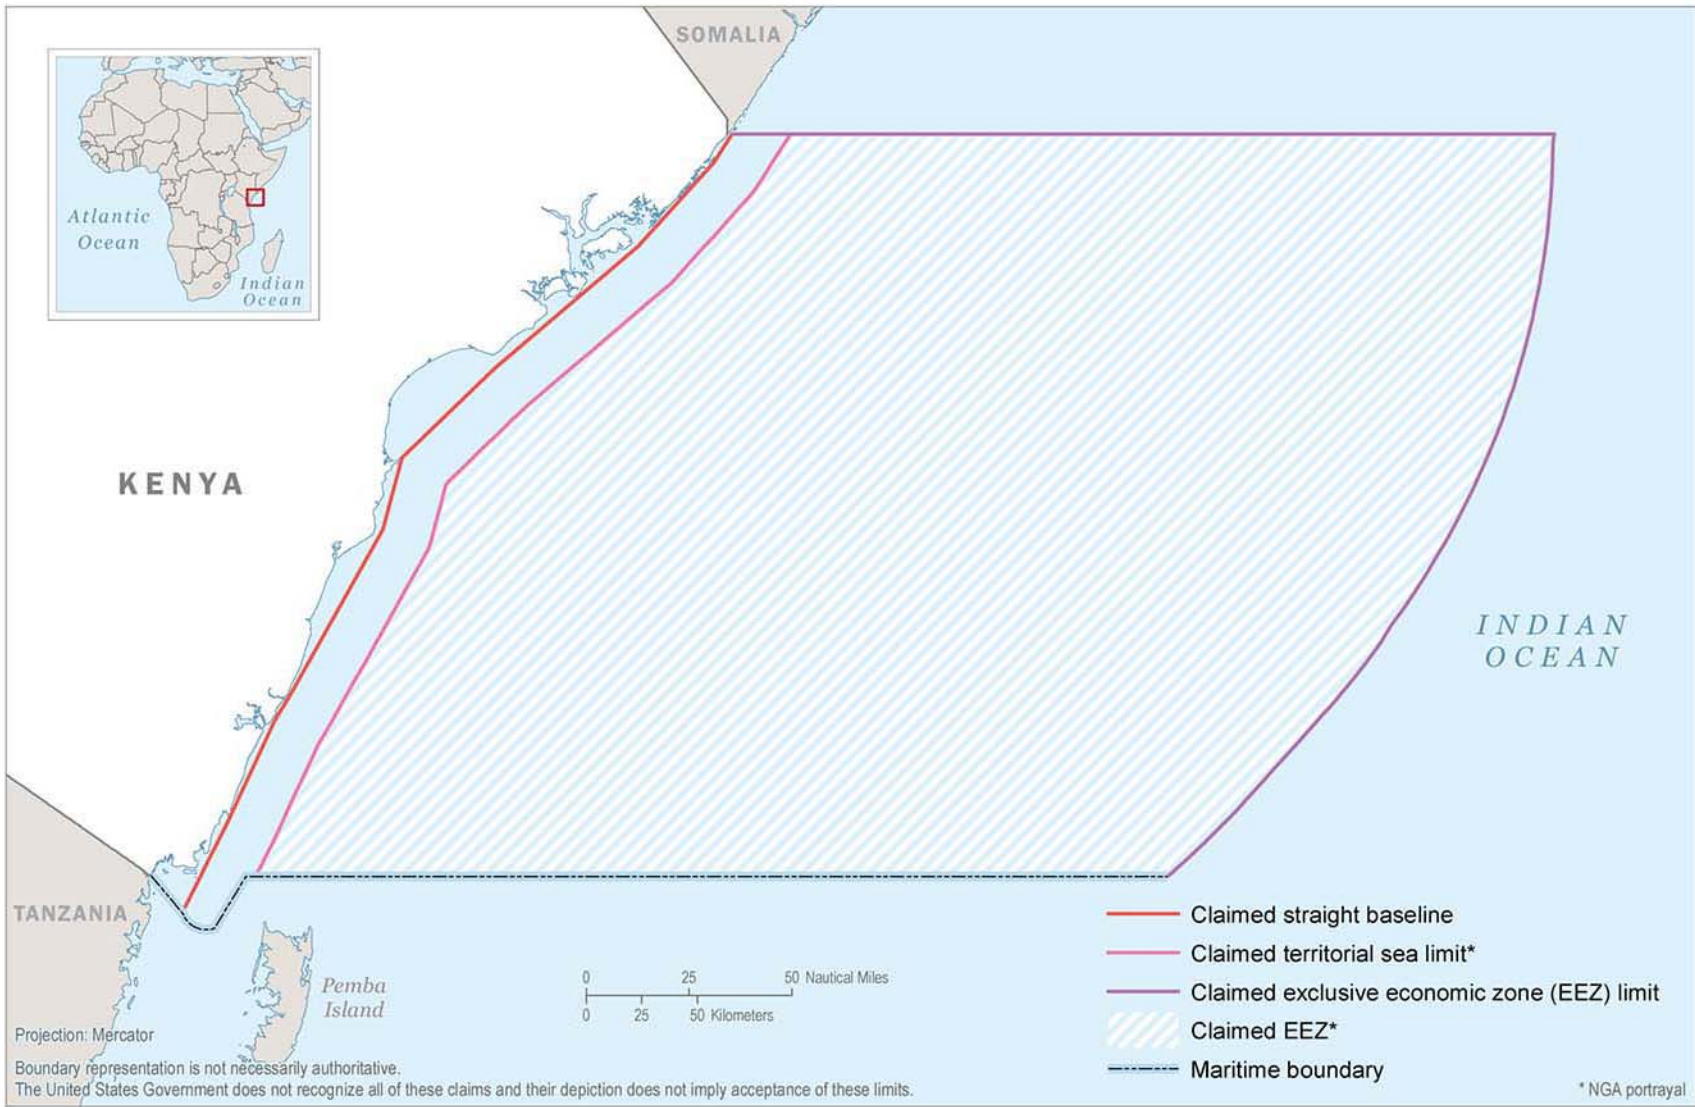 SOMALIA
Atlantic
Ocean
Indian
Ocean
KENYA
INDIAN
OCEAN
TANZANIA
Pemba
Island
0 25 50 Nautical Miles
0 25 50 Kilometers
Claimed straight baseline
Claimed territorial sea limit*
Claimed exclusive economic zone (EEZ) limit
Claimed EEZ*
Maritime boundary
Projection: Mercator
Boundary representation is not necessarily authoritative.
The United States Government does not recognize all of these claims and their depiction does not imply acceptance of these limits.
* NGA portrayal